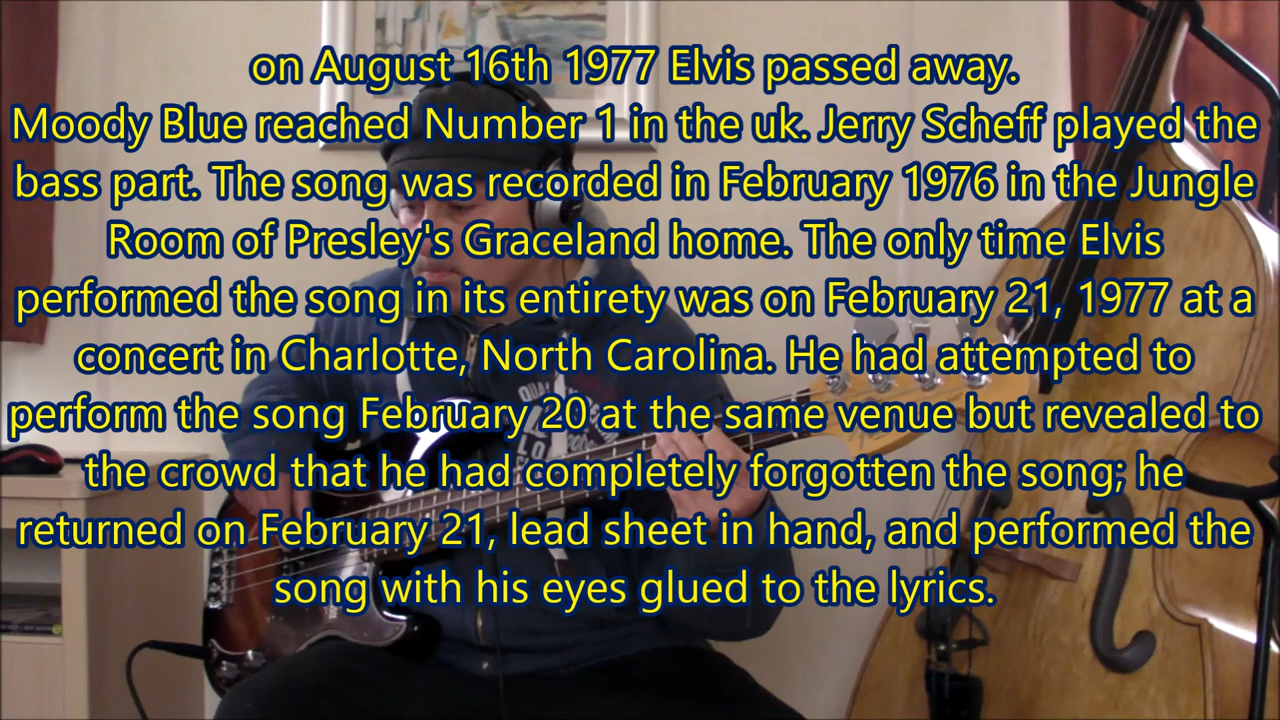 on August 16th 1977 Elvis passed away.
Moody Blue reached Number 1 in the uk. Jerry Scheff played the
bass part. The song was recorded in February 1976 in the Jungle
Room of Presley's Graceland home. The only time Elvis
performed the song in its entirety was on February 21, 1977 at a
concert in Charlotte, North Carolina. He had attempted to
perform the song February 20 at the same venue but revealed to
the crowd that he had completely forgotten the song; he
returned on February 21, lead sheet in hand, and performed the
song with his eyes glued to the lyrics.